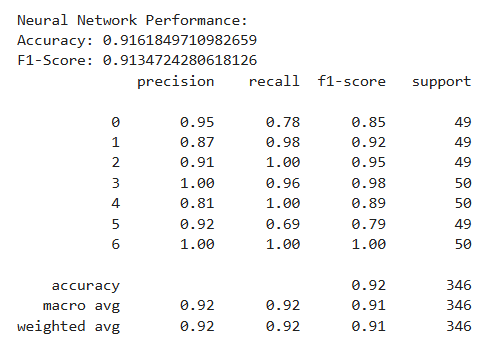 Neural Network Performance:
Accuracy: 0.9161849710982659
F1-Score: 0.9134724280618126
precision recall f1-score support
0 0.95 0.78 0.85 49
1 0.87 0.98 0.92 49
2 0.91 1.00 0.95 49
3 1.00 0.96 0.98 50
4 0.81 1.00 0.89 50
5 0.92 0.69 0.79 49
6 1.00 1.00 1.00 50
accuracy 0.92 346
macro avg 0.92 0.92 0.91 346
weighted avg 0.92 0.92 0.91 346